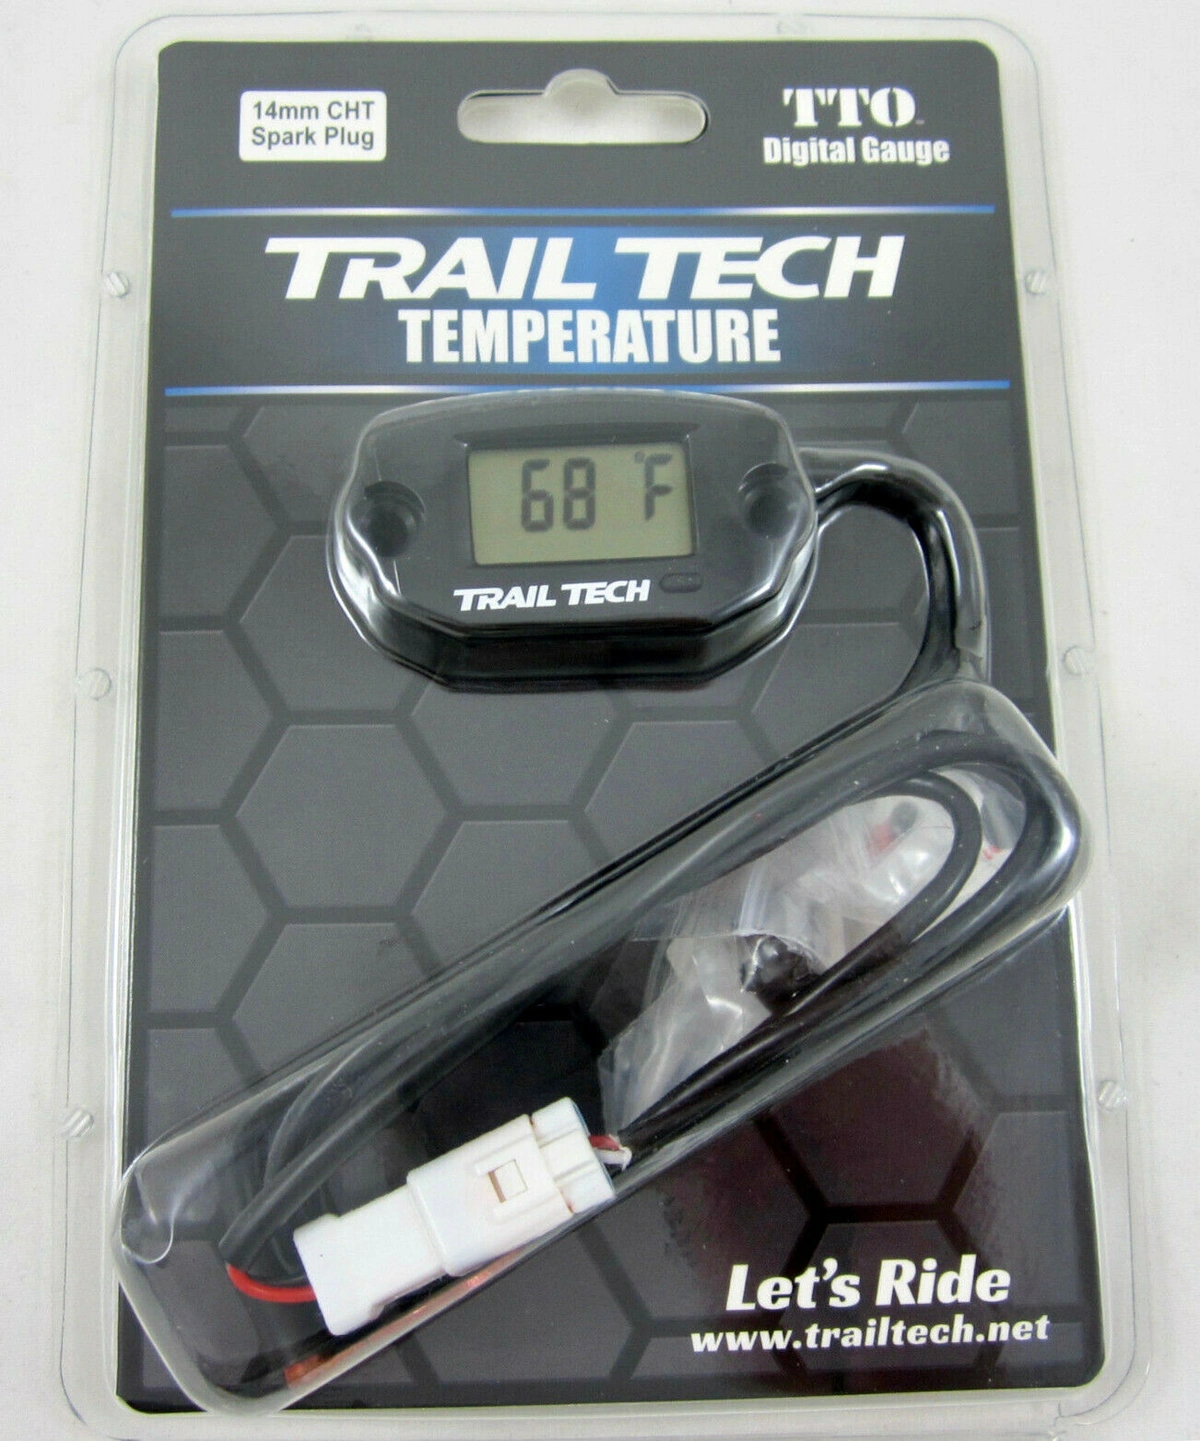 14mm CHT
Spark Plug
TTO
Digital Gauge
TRAIL TECH
TEMPERATURE
68 °F
TRAIL TECH
Let's Ride
www.trailtech.net